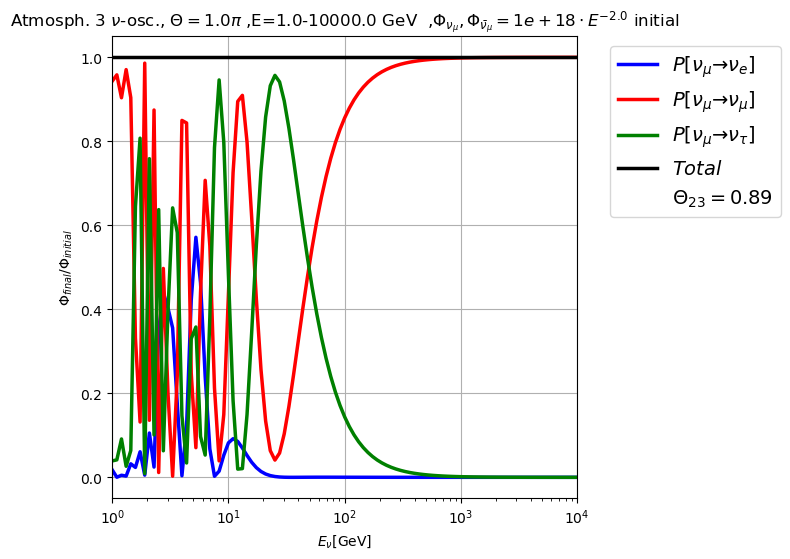 Atmosph. 3 ν-osc., Θ = 1.0π ,E=1.0-10000.0 GeV ,Φ_{ν_μ}, Φ_{ν̄_μ} = 1e + 18 · E^{−2.0} initial
P[ν_μ→ν_e]
P[ν_μ→ν_μ]
P[ν_μ→ν_τ]
Total
Θ_{23} = 0.89
Φ_{final}/Φ_{initial}
1.0
0.8
0.6
0.4
0.2
0.0
10^0
10^1
10^2
10^3
10^4
E_ν[GeV]